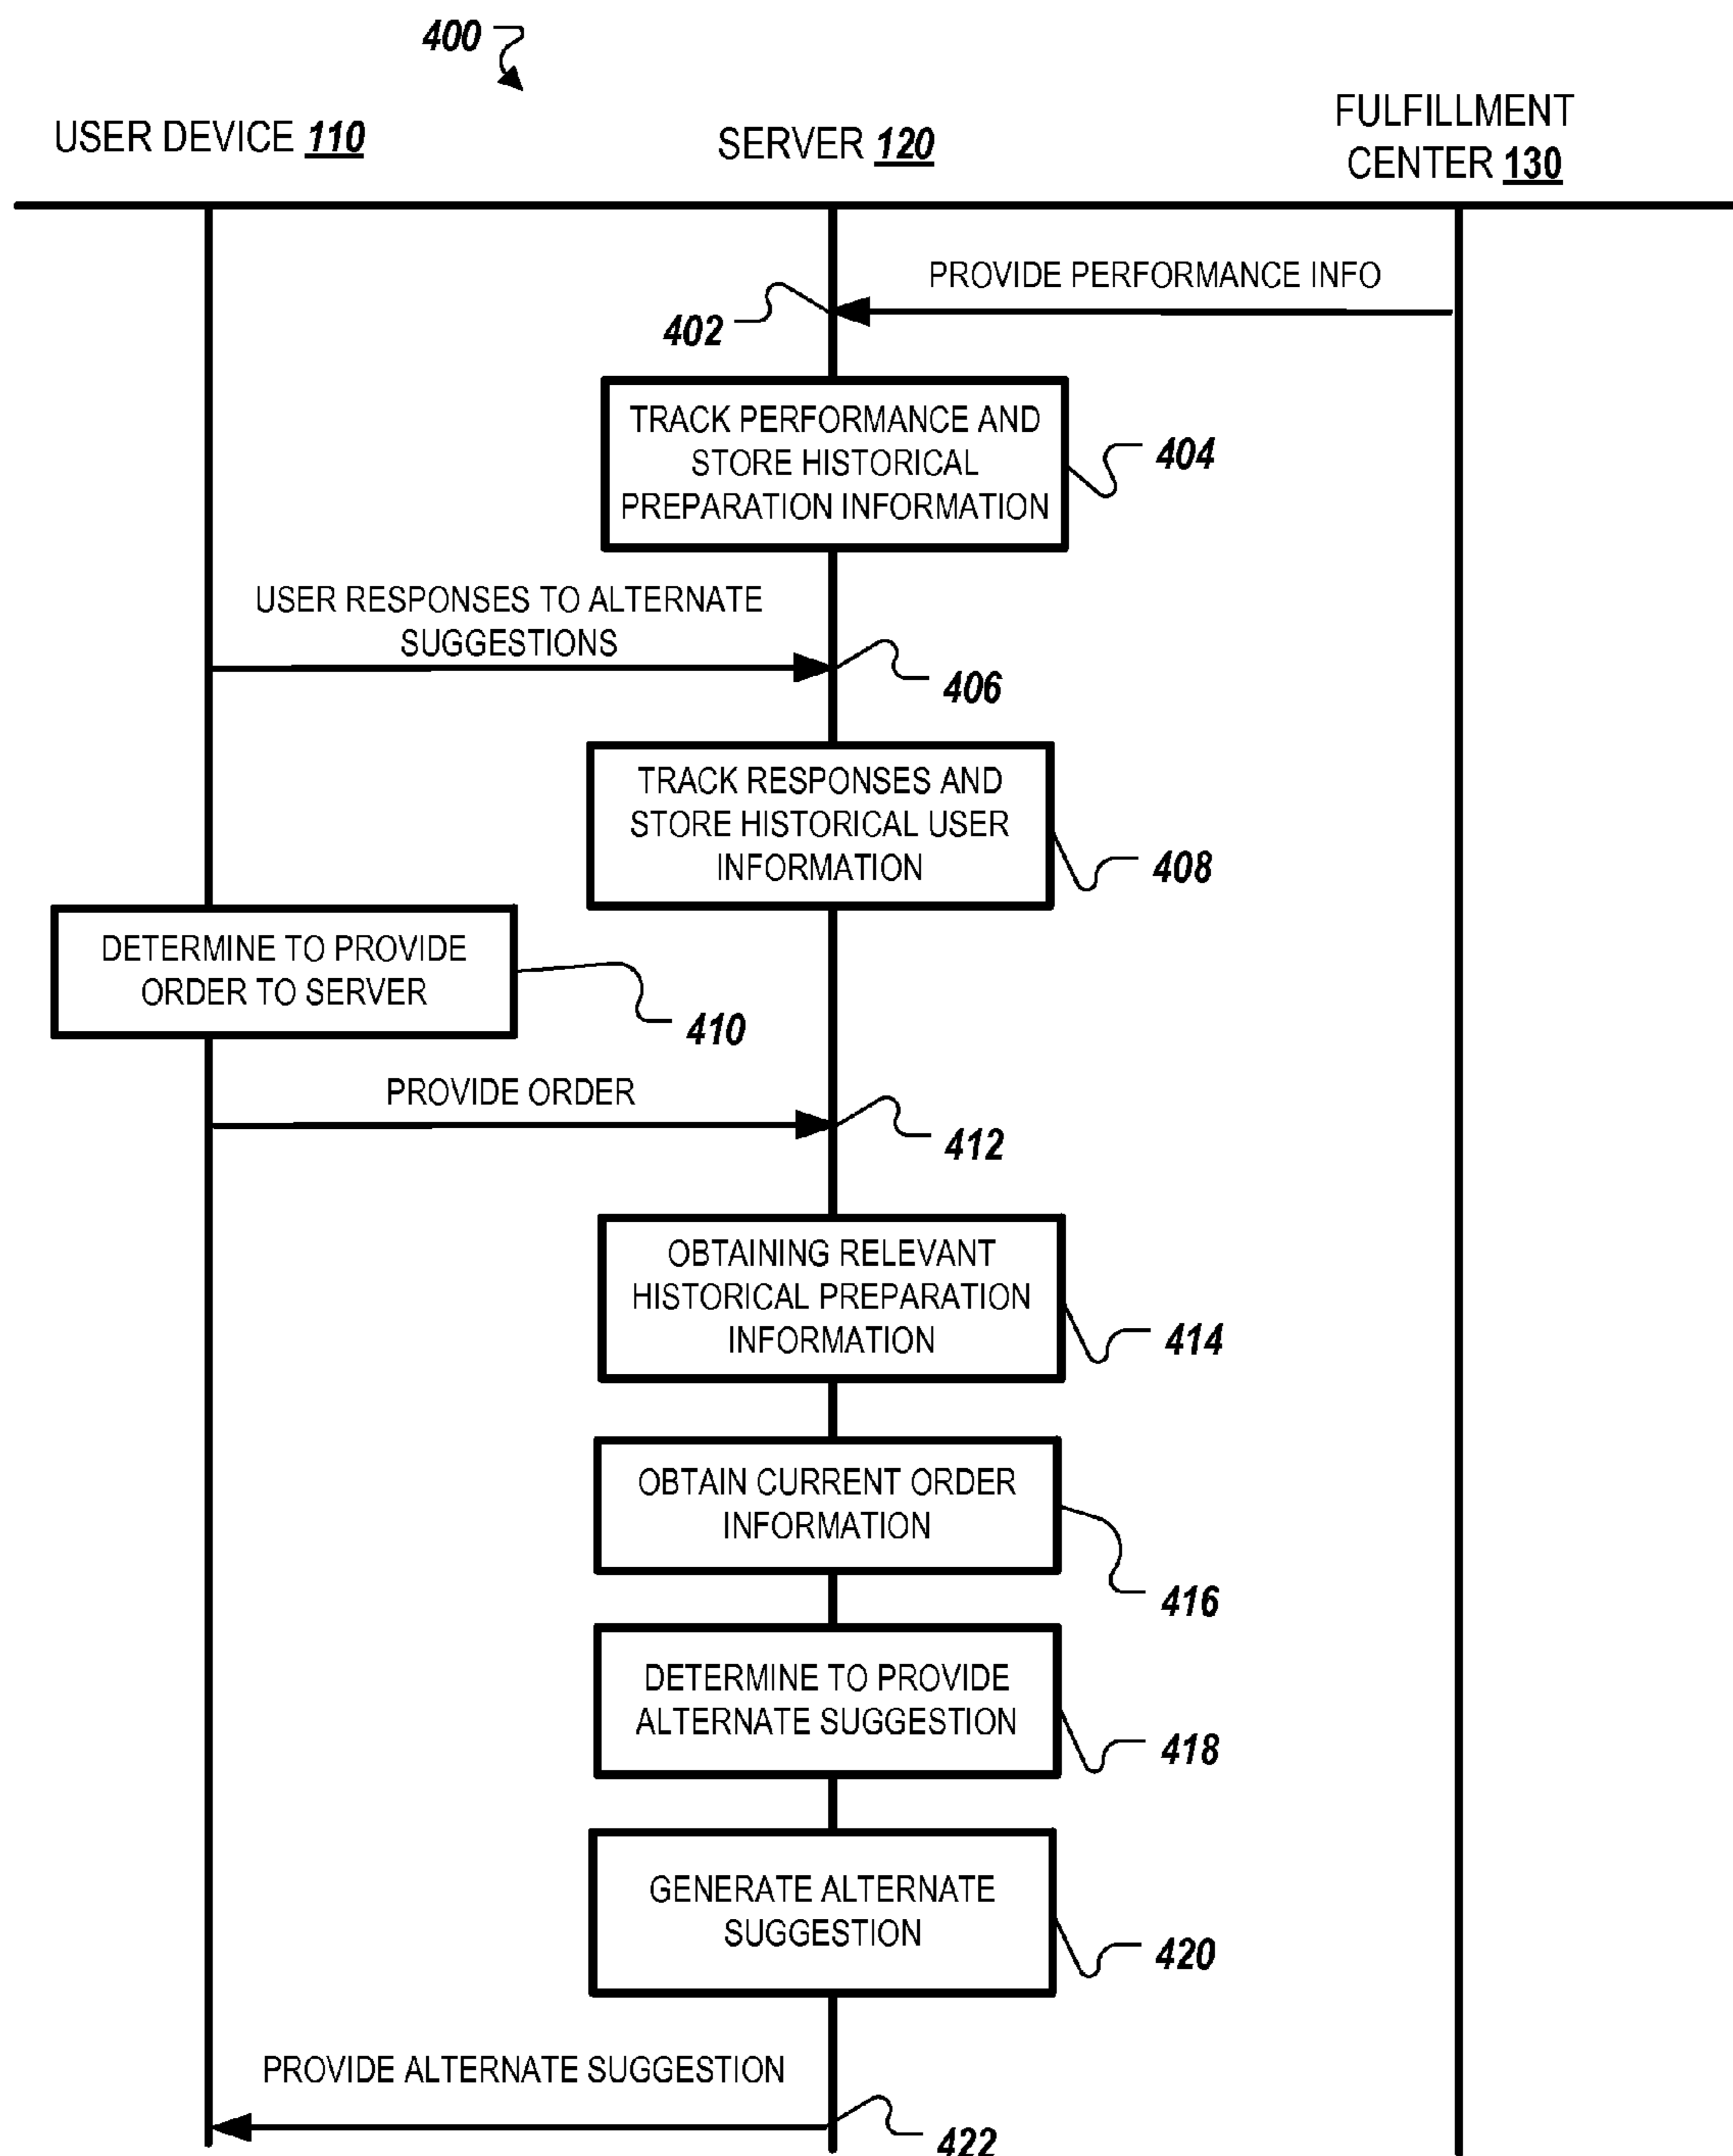 400
USER DEVICE 110
SERVER 120
FULFILLMENT
CENTER 130
PROVIDE PERFORMANCE INFO
402
TRACK PERFORMANCE AND
STORE HISTORICAL
PREPARATION INFORMATION
404
USER RESPONSES TO ALTERNATE
SUGGESTIONS
406
TRACK RESPONSES AND
STORE HISTORICAL USER
INFORMATION
408
DETERMINE TO PROVIDE
ORDER TO SERVER
410
PROVIDE ORDER
412
OBTAINING RELEVANT
HISTORICAL PREPARATION
INFORMATION
414
OBTAIN CURRENT ORDER
INFORMATION
416
DETERMINE TO PROVIDE
ALTERNATE SUGGESTION
418
GENERATE ALTERNATE
SUGGESTION
420
PROVIDE ALTERNATE SUGGESTION
422